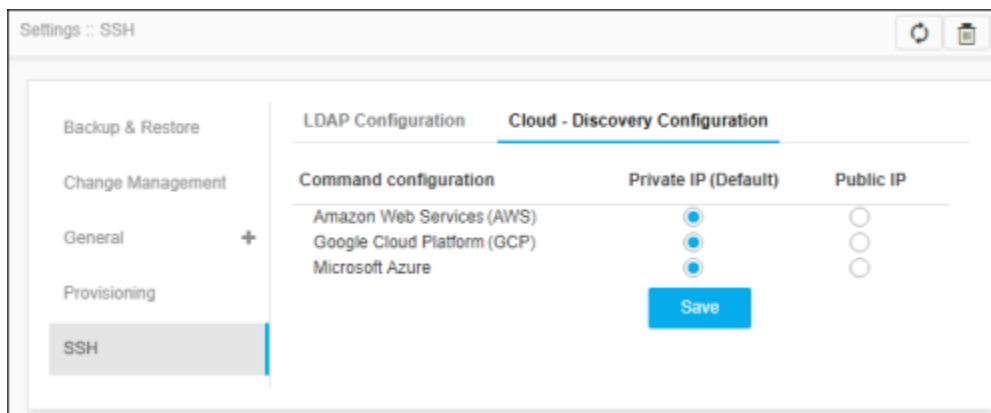 Settings :: SSH
Backup & Restore
Change Management
General +
Provisioning
SSH
LDAP Configuration Cloud - Discovery Configuration
Command configuration Private IP (Default) Public IP
Amazon Web Services (AWS)
Google Cloud Platform (GCP)
Microsoft Azure
Save